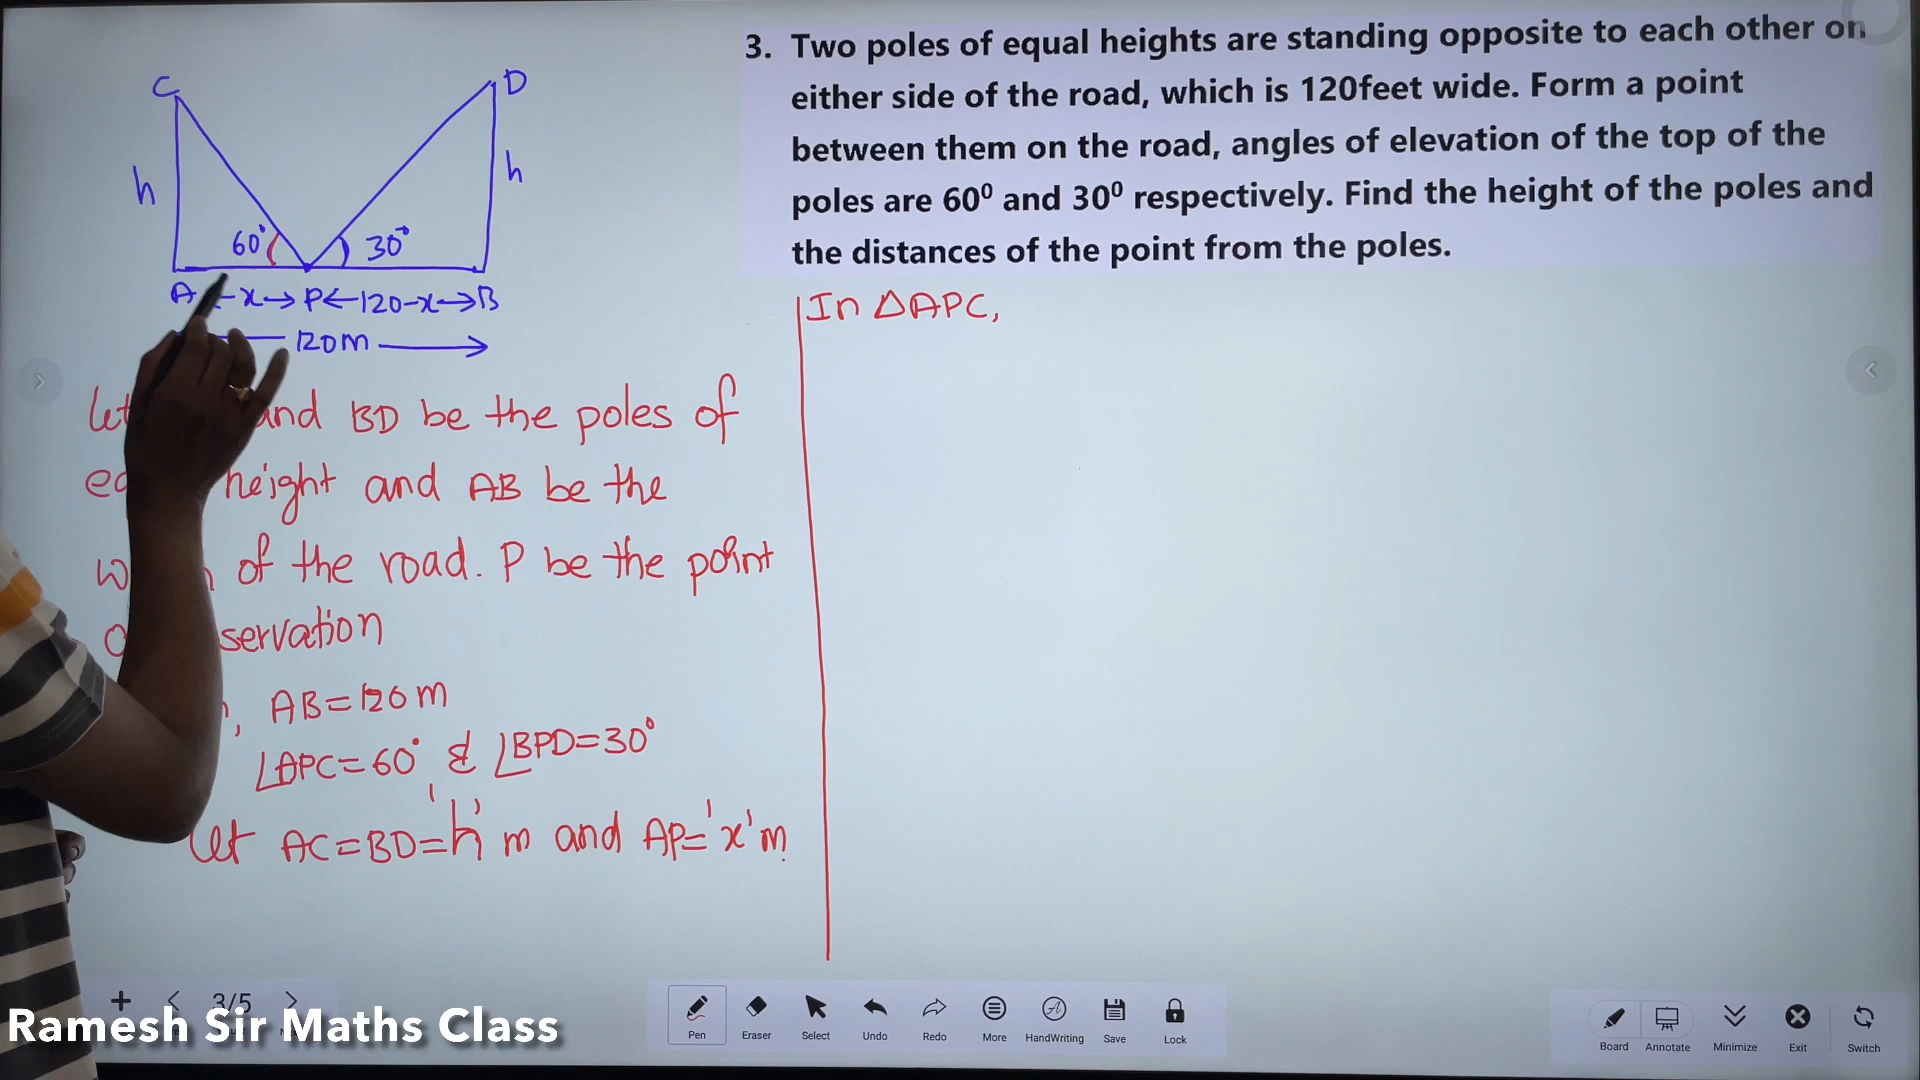 3. Two poles of equal heights are standing opposite to each other on
either side of the road, which is 120feet wide. Form a point
between them on the road, angles of elevation of the top of the
poles are 60⁰ and 30⁰ respectively. Find the height of the poles and
the distances of the point from the poles.
C D
h h
60° 30°
A ←x→ P ←120-x→ B
120m →
Let and BD be the poles of
height and AB be the
of the road. P be the point
servation
, AB=120m
∠APC=60° & ∠BPD=30°
Let AC=BD='h' m and AP='x'm
In △APC,
3/5
Ramesh Sir Maths Class
Pen Eraser Select Undo Redo More HandWriting Save Lock
Board Annotate Minimize Exit Switch